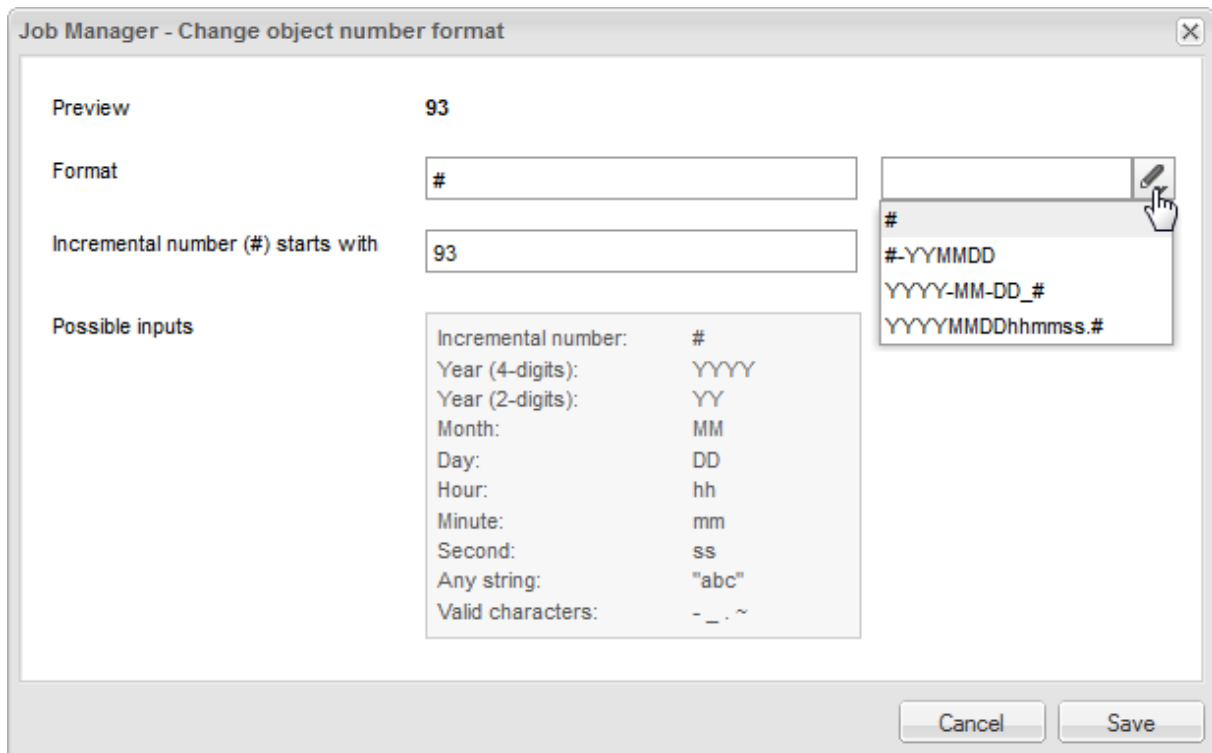 Job Manager - Change object number format
Preview 93
Format # 
#
#-YYMMDD
YYYY-MM-DD_#
YYYYMMDDhhmmss.#
Incremental number (#) starts with 93
Possible inputs
Incremental number: #
Year (4-digits): YYYY
Year (2-digits): YY
Month: MM
Day: DD
Hour: hh
Minute: mm
Second: ss
Any string: "abc"
Valid characters: - _ . ~
Cancel Save